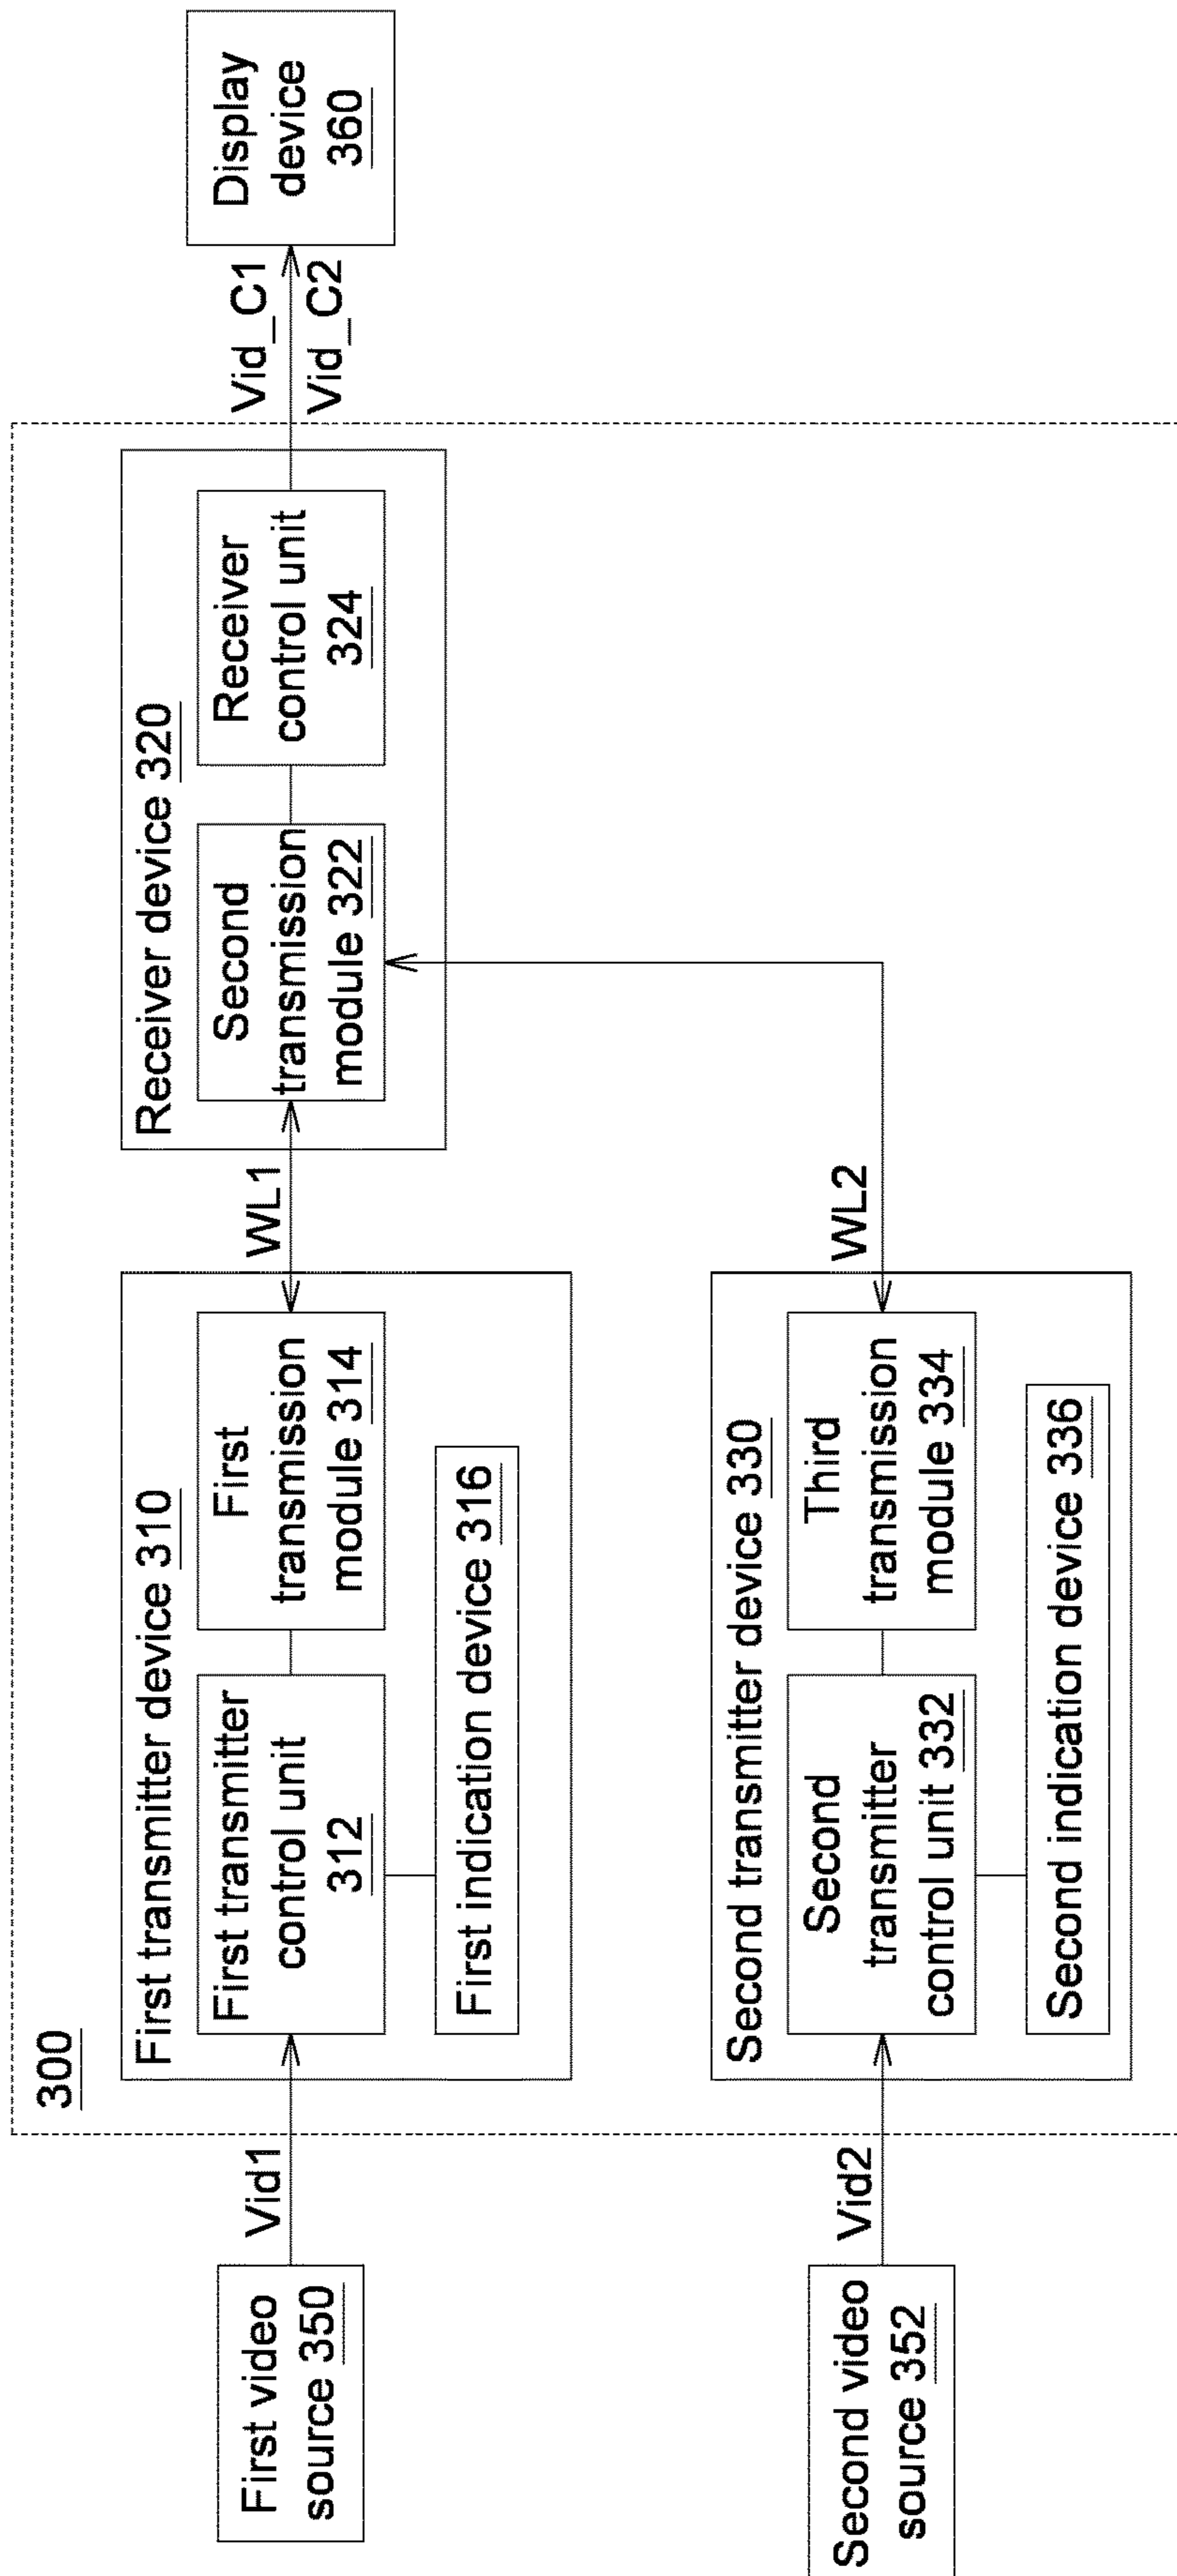 300
First video
source 350
Vid1
First transmitter device 310
First transmitter
control unit
312
First
transmission
module 314
First indication device 316
WL1
Receiver device 320
Second
transmission
module 322
Receiver
control unit
324
Vid_C1
Vid_C2
Display
device
360
Second video
source 352
Vid2
Second transmitter device 330
Second
transmitter
control unit 332
Third
transmission
module 334
Second indication device 336
WL2